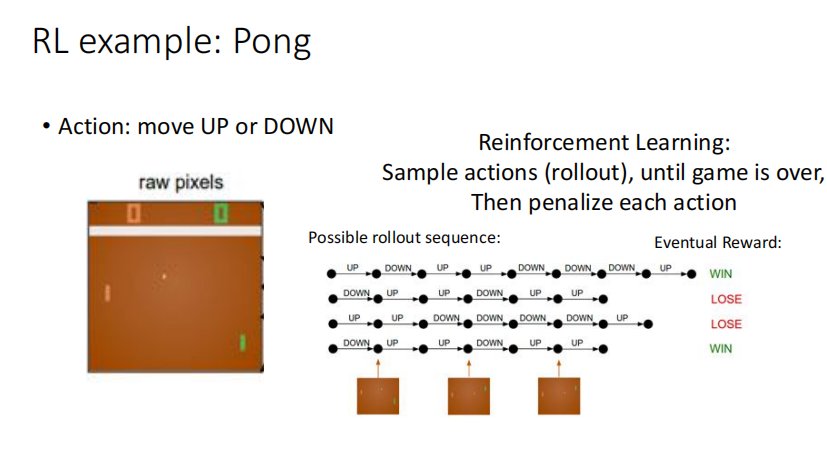 RL example: Pong
• Action: move UP or DOWN
raw pixels
0 0
Reinforcement Learning:
Sample actions (rollout), until game is over,
Then penalize each action
Possible rollout sequence:
Eventual Reward:
UP DOWN UP UP DOWN DOWN DOWN UP WIN
DOWN UP UP DOWN UP UP LOSE
UP UP DOWN DOWN DOWN DOWN UP LOSE
DOWN UP UP DOWN UP UP WIN